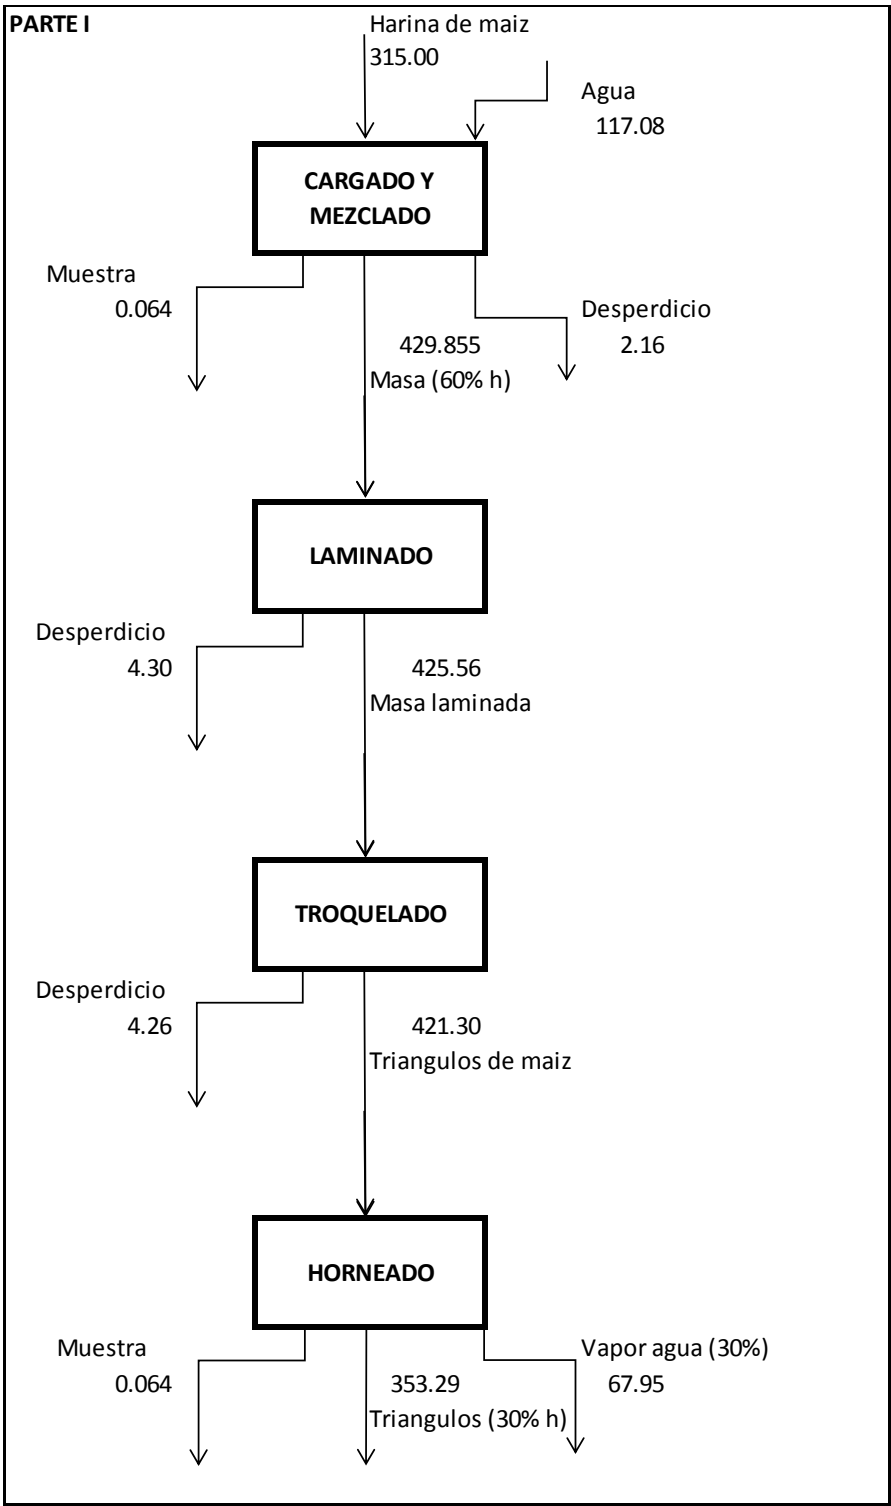 PARTE I
Harina de maiz
315.00
Agua
117.08
CARGADO Y
MEZCLADO
Muestra
0.064
Desperdicio
2.16
429.855
Masa (60% h)
LAMINADO
Desperdicio
4.30
425.56
Masa laminada
TROQUELADO
Desperdicio
4.26
421.30
Triangulos de maiz
HORNEADO
Muestra
0.064
353.29
Triangulos (30% h)
Vapor agua (30%)
67.95